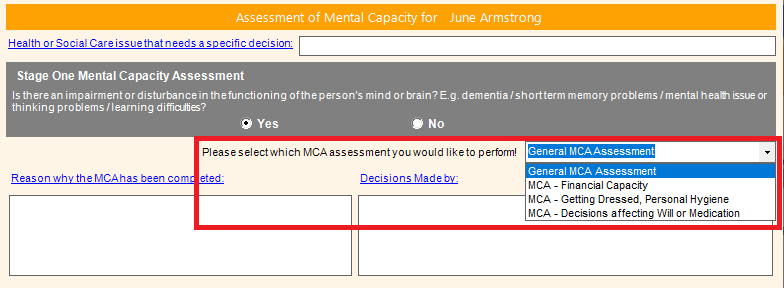 Assessment of Mental Capacity for June Armstrong
Health or Social Care issue that needs a specific decision:
Stage One Mental Capacity Assessment
Is there an impairment or disturbance in the functioning of the person's mind or brain? E.g. dementia / short term memory problems / mental health issue or
thinking problems / learning difficulties?
Yes No
Please select which MCA assessment you would like to perform! General MCA Assessment
General MCA Assessment
Reason why the MCA has been completed: Decisions Made by: MCA - Financial Capacity
MCA - Getting Dressed, Personal Hygiene
MCA - Decisions affecting Will or Medication